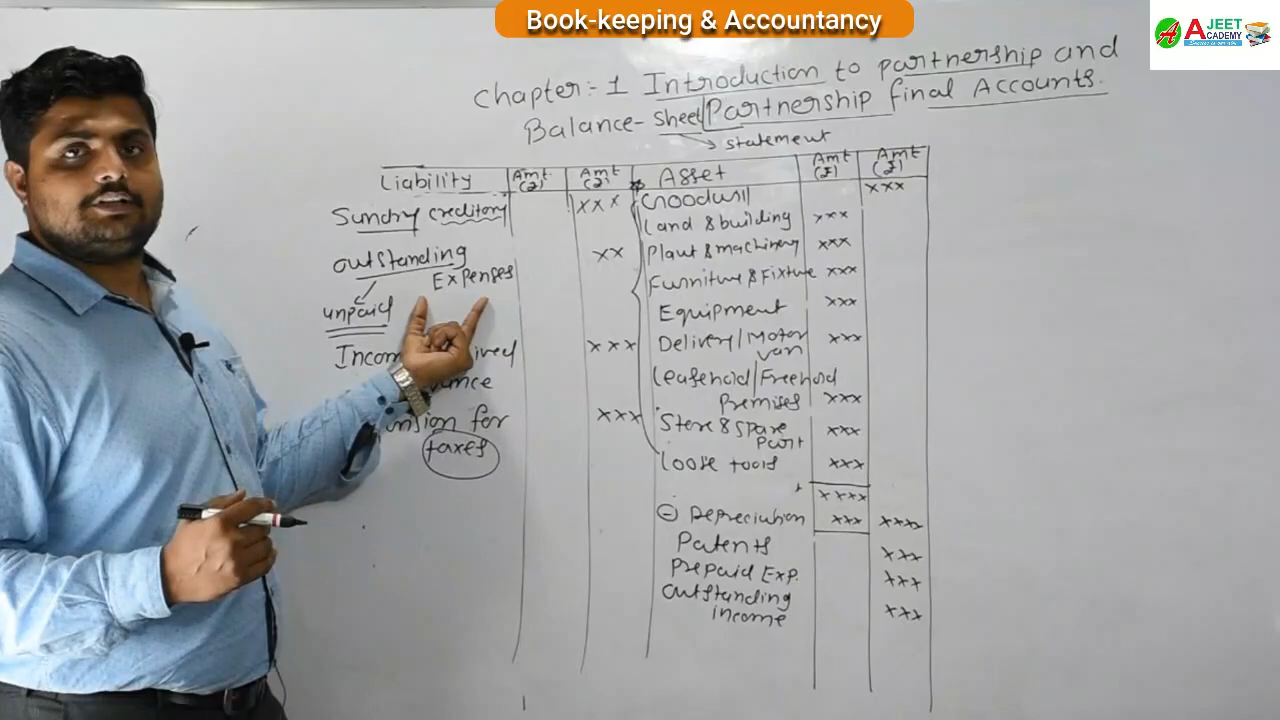 Book-keeping & Accountancy
AJEET
ACADEMY
Chapter:- 1 Introduction to partnership and
Balance-sheet/Partnership final Accounts.
statement
Liability Amt. (₹) Amt (₹) Asset Amt (₹) Amt (₹)
Sundry creditors xxx Goodwill xxx
Land & building xxx
outstanding Expenses xx Plant & machinery xxx
Furniture & Fixture xxx
unpaid Equipment xxx
xxx Delivery/Motor van xxx
Leasehold/Freehold
Premises xxx
for taxes xxx Store & spare part xxx
Loose tools xxx
+ xxxx
(-) Depreciation xxx xxxx
Patents xxx
Prepaid Exp. xxx
outstanding
income xxx